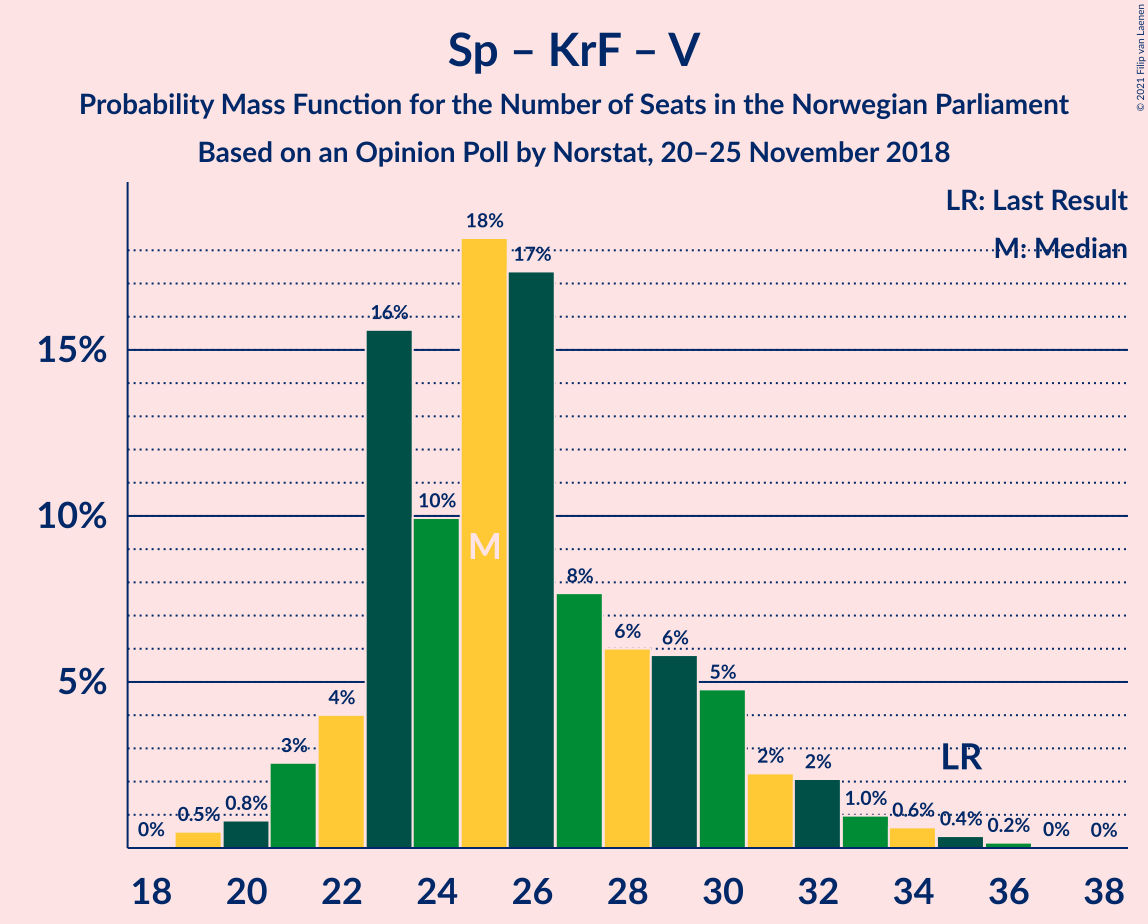 Sp – KrF – V
Probability Mass Function for the Number of Seats in the Norwegian Parliament
Based on an Opinion Poll by Norstat, 20–25 November 2018
© 2021 Filip van Laenen
LR: Last Result
M: Median
15%
10%
5%
0%
0.5%
0.8%
3%
4%
16%
10%
18%
17%
8%
6%
6%
5%
2%
2%
1.0%
0.6%
0.4%
0.2%
0%
0%
M
LR
18 20 22 24 26 28 30 32 34 36 38